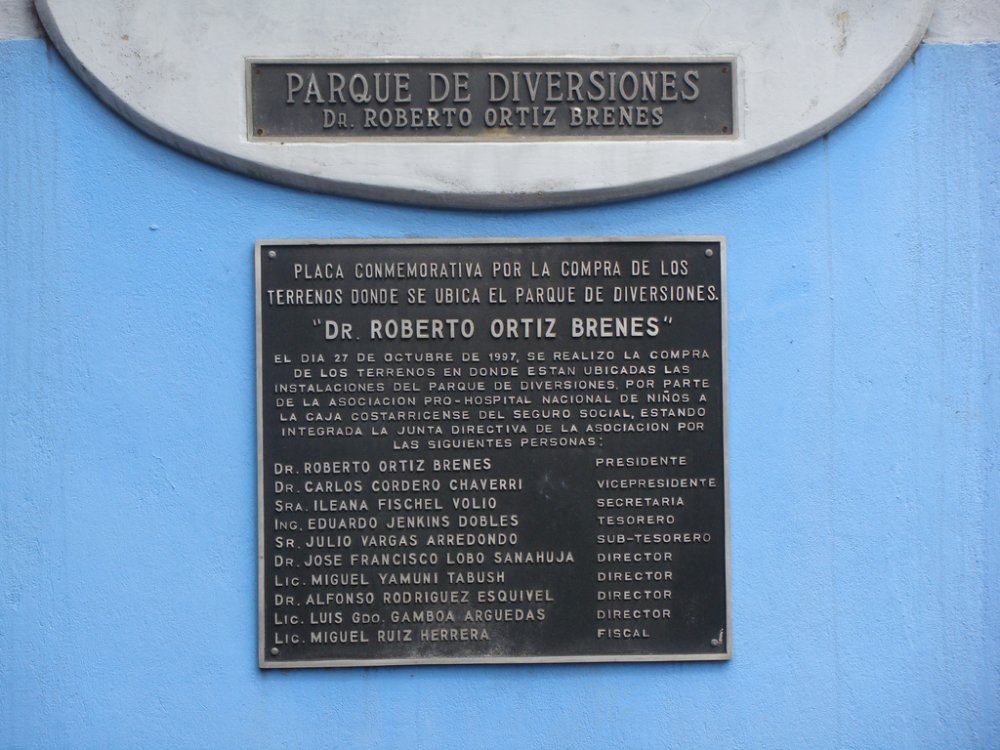 PARQUE DE DIVERSIONES
DR. ROBERTO ORTIZ BRENES
PLACA CONMEMORATIVA POR LA COMPRA DE LOS
TERRENOS DONDE SE UBICA EL PARQUE DE DIVERSIONES.
"DR. ROBERTO ORTIZ BRENES"
EL DIA 27 DE OCTUBRE DE 1997, SE REALIZO LA COMPRA
DE LOS TERRENOS EN DONDE ESTAN UBICADAS LAS
INSTALACIONES DEL PARQUE DE DIVERSIONES, POR PARTE
DE LA ASOCIACION PRO-HOSPITAL NACIONAL DE NIÑOS A
LA CAJA COSTARRICENSE DEL SEGURO SOCIAL, ESTANDO
INTEGRADA LA JUNTA DIRECTIVA DE LA ASOCIACION POR
LAS SIGUIENTES PERSONAS:
DR. ROBERTO ORTIZ BRENES PRESIDENTE
DR. CARLOS CORDERO CHAVERRI VICEPRESIDENTE
SRA. ILEANA FISCHEL VOLIO SECRETARIA
ING. EDUARDO JENKINS DOBLES TESORERO
SR. JULIO VARGAS ARREDONDO SUB-TESORERO
DR. JOSE FRANCISCO LOBO SANAHUJA DIRECTOR
LIC. MIGUEL YAMUNI TABUSH DIRECTOR
DR. ALFONSO RODRIGUEZ ESQUIVEL DIRECTOR
LIC. LUIS GDO. GAMBOA ARGUEDAS DIRECTOR
LIC. MIGUEL RUIZ HERRERA FISCAL